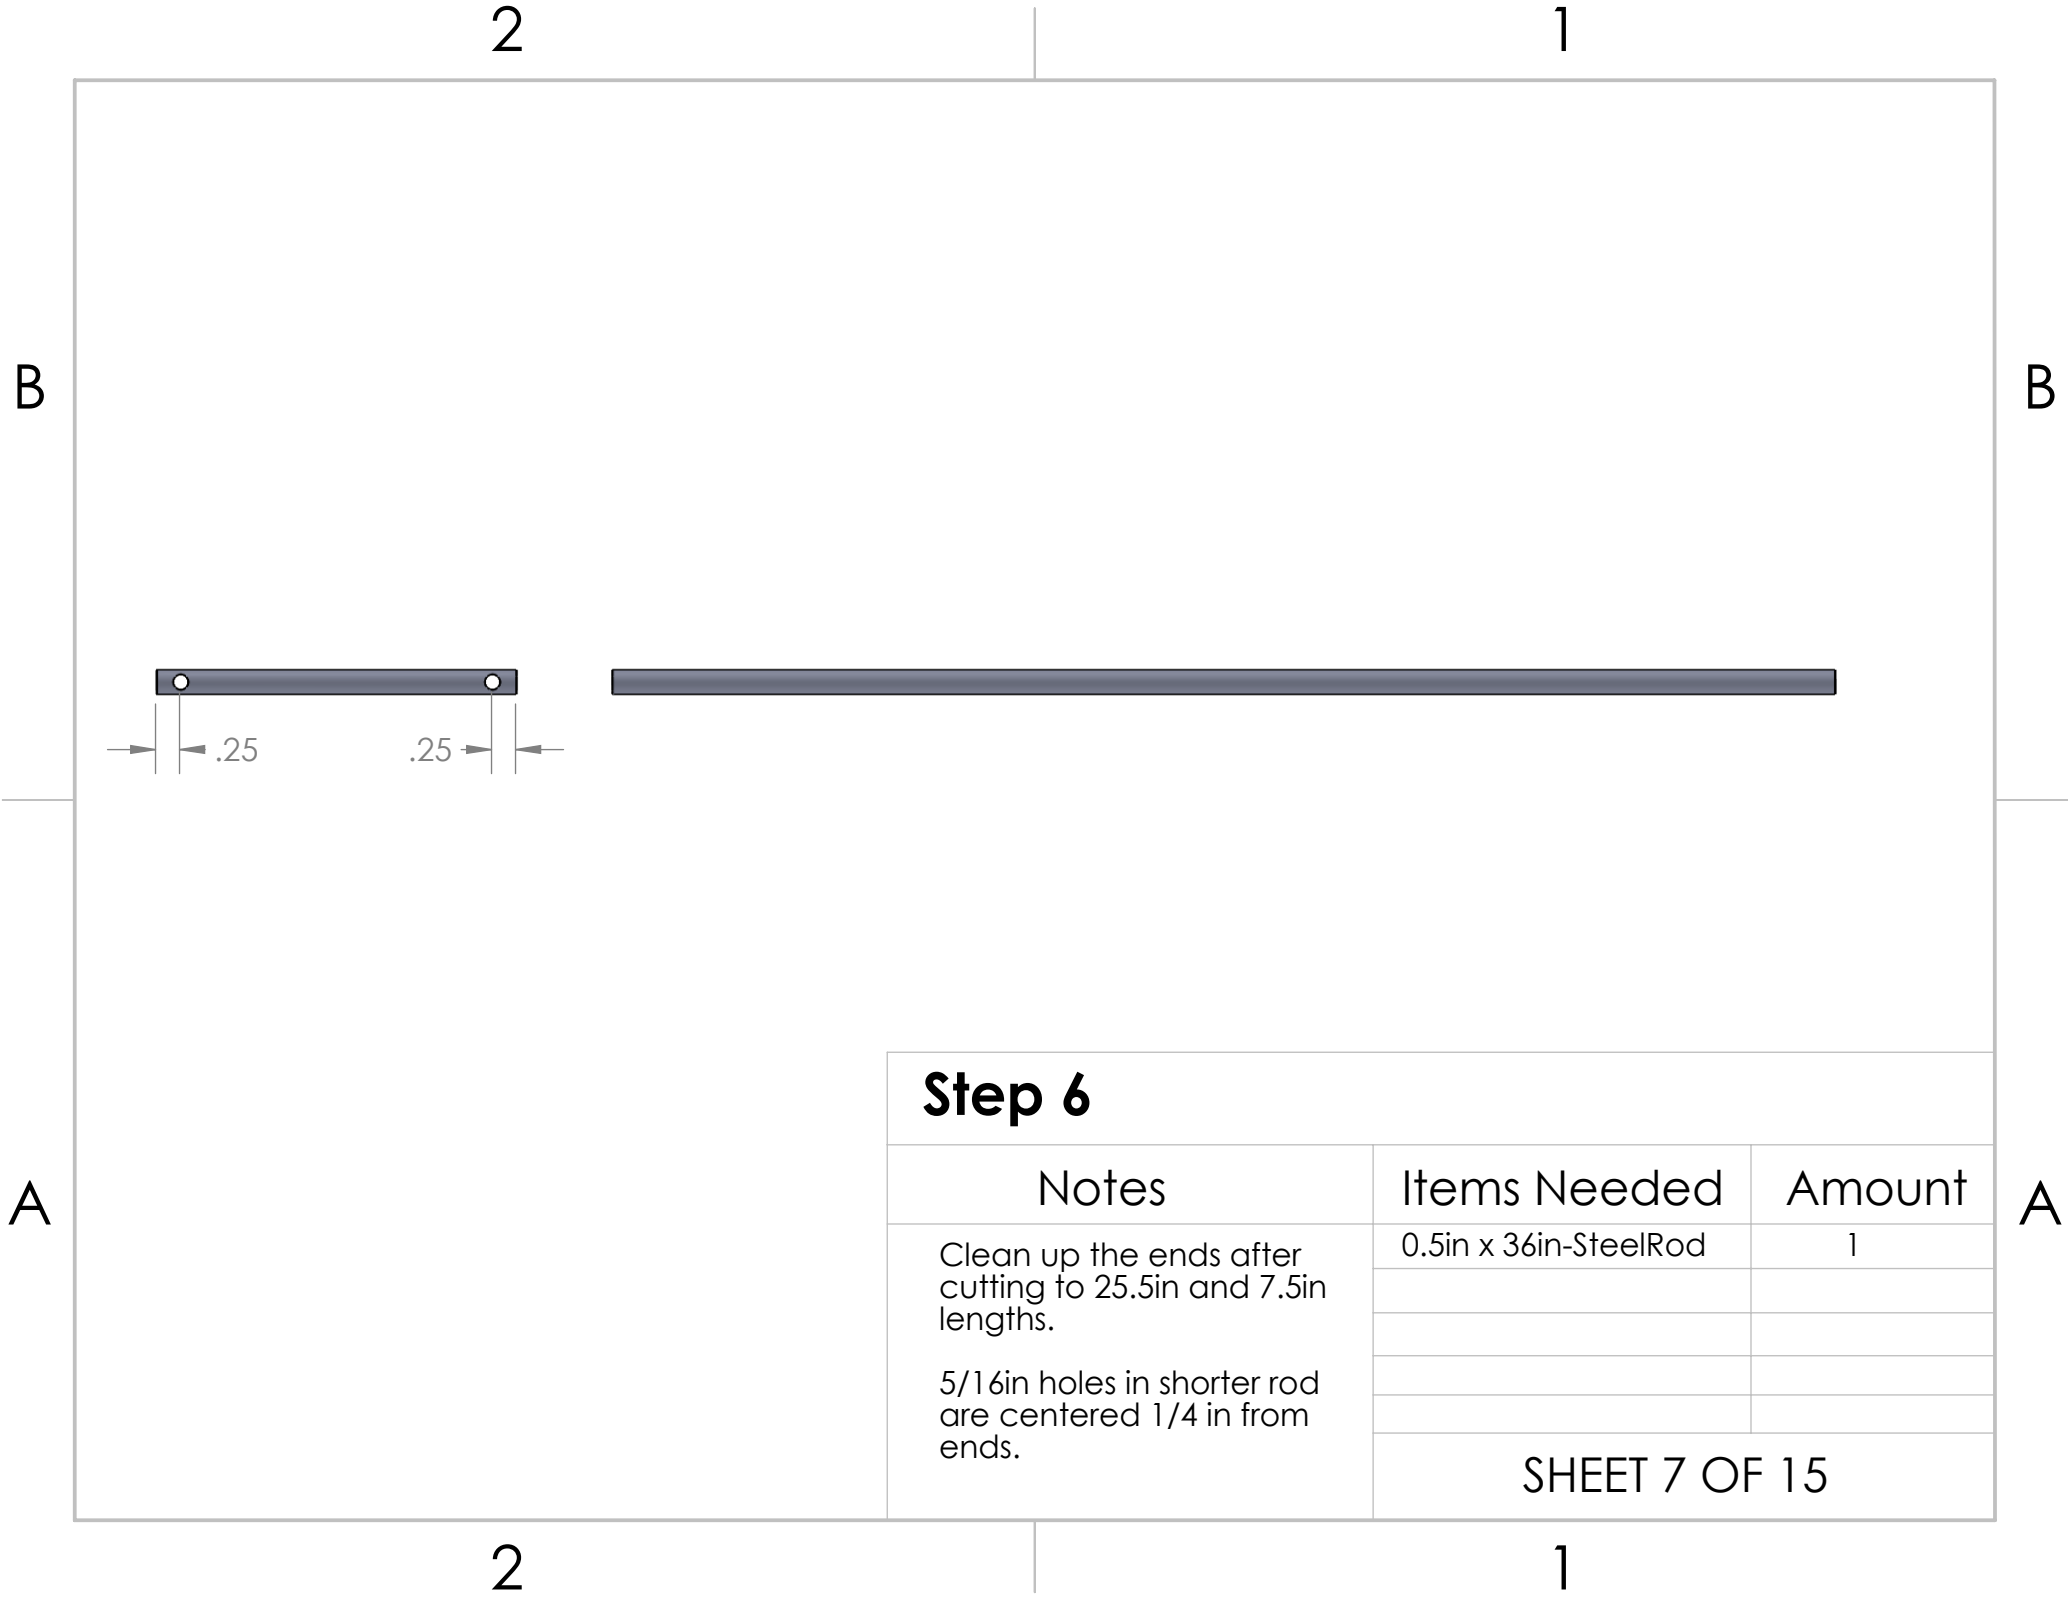 2 1
B B
.25 .25
Step 6
Notes Items Needed Amount
0.5in x 36in-SteelRod 1
Clean up the ends after
cutting to 25.5in and 7.5in
lengths.
5/16in holes in shorter rod
are centered 1/4 in from
ends.
A A
SHEET 7 OF 15
2 1